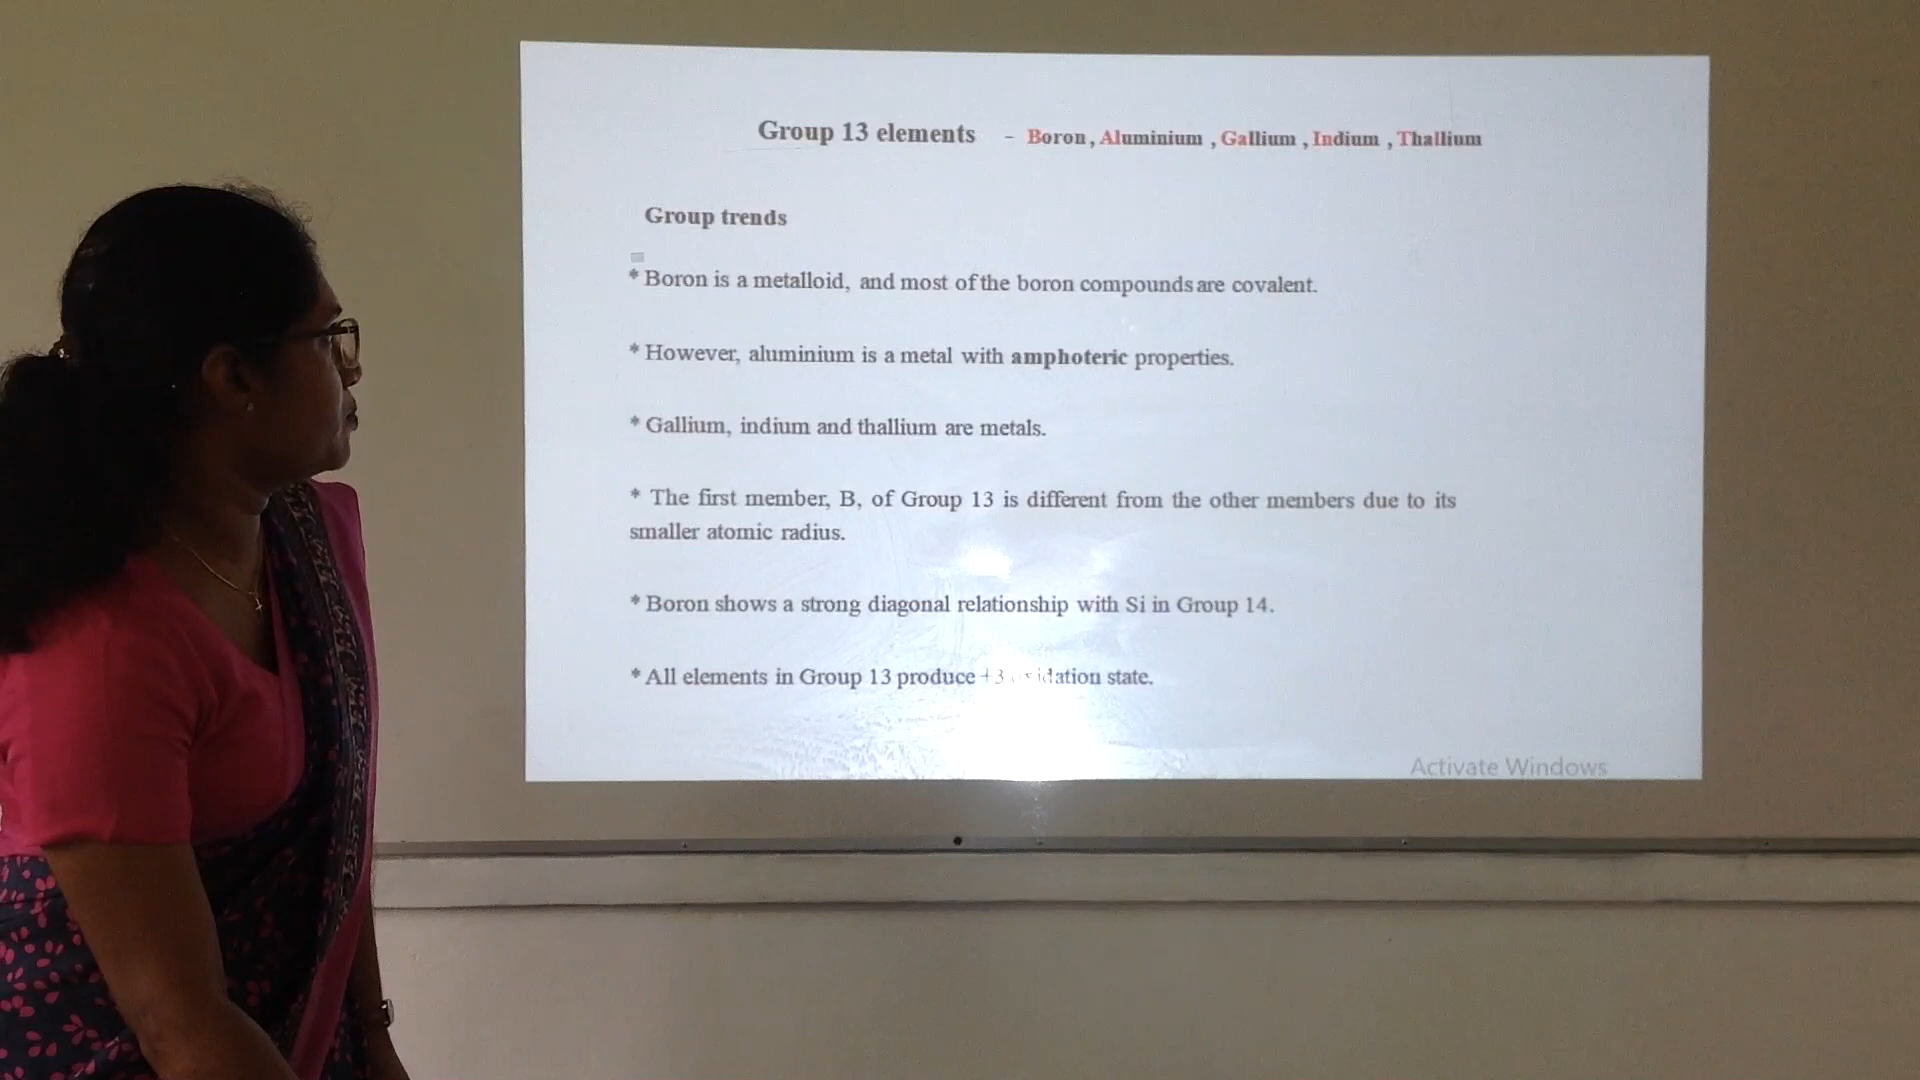 Group 13 elements - Boron, Aluminium , Gallium , Indium , Thallium
Group trends
* Boron is a metalloid, and most of the boron compounds are covalent.
* However, aluminium is a metal with amphoteric properties.
* Gallium, indium and thallium are metals.
* The first member, B, of Group 13 is different from the other members due to its
smaller atomic radius.
* Boron shows a strong diagonal relationship with Si in Group 14.
* All elements in Group 13 produce +3 oxidation state.
Activate Windows